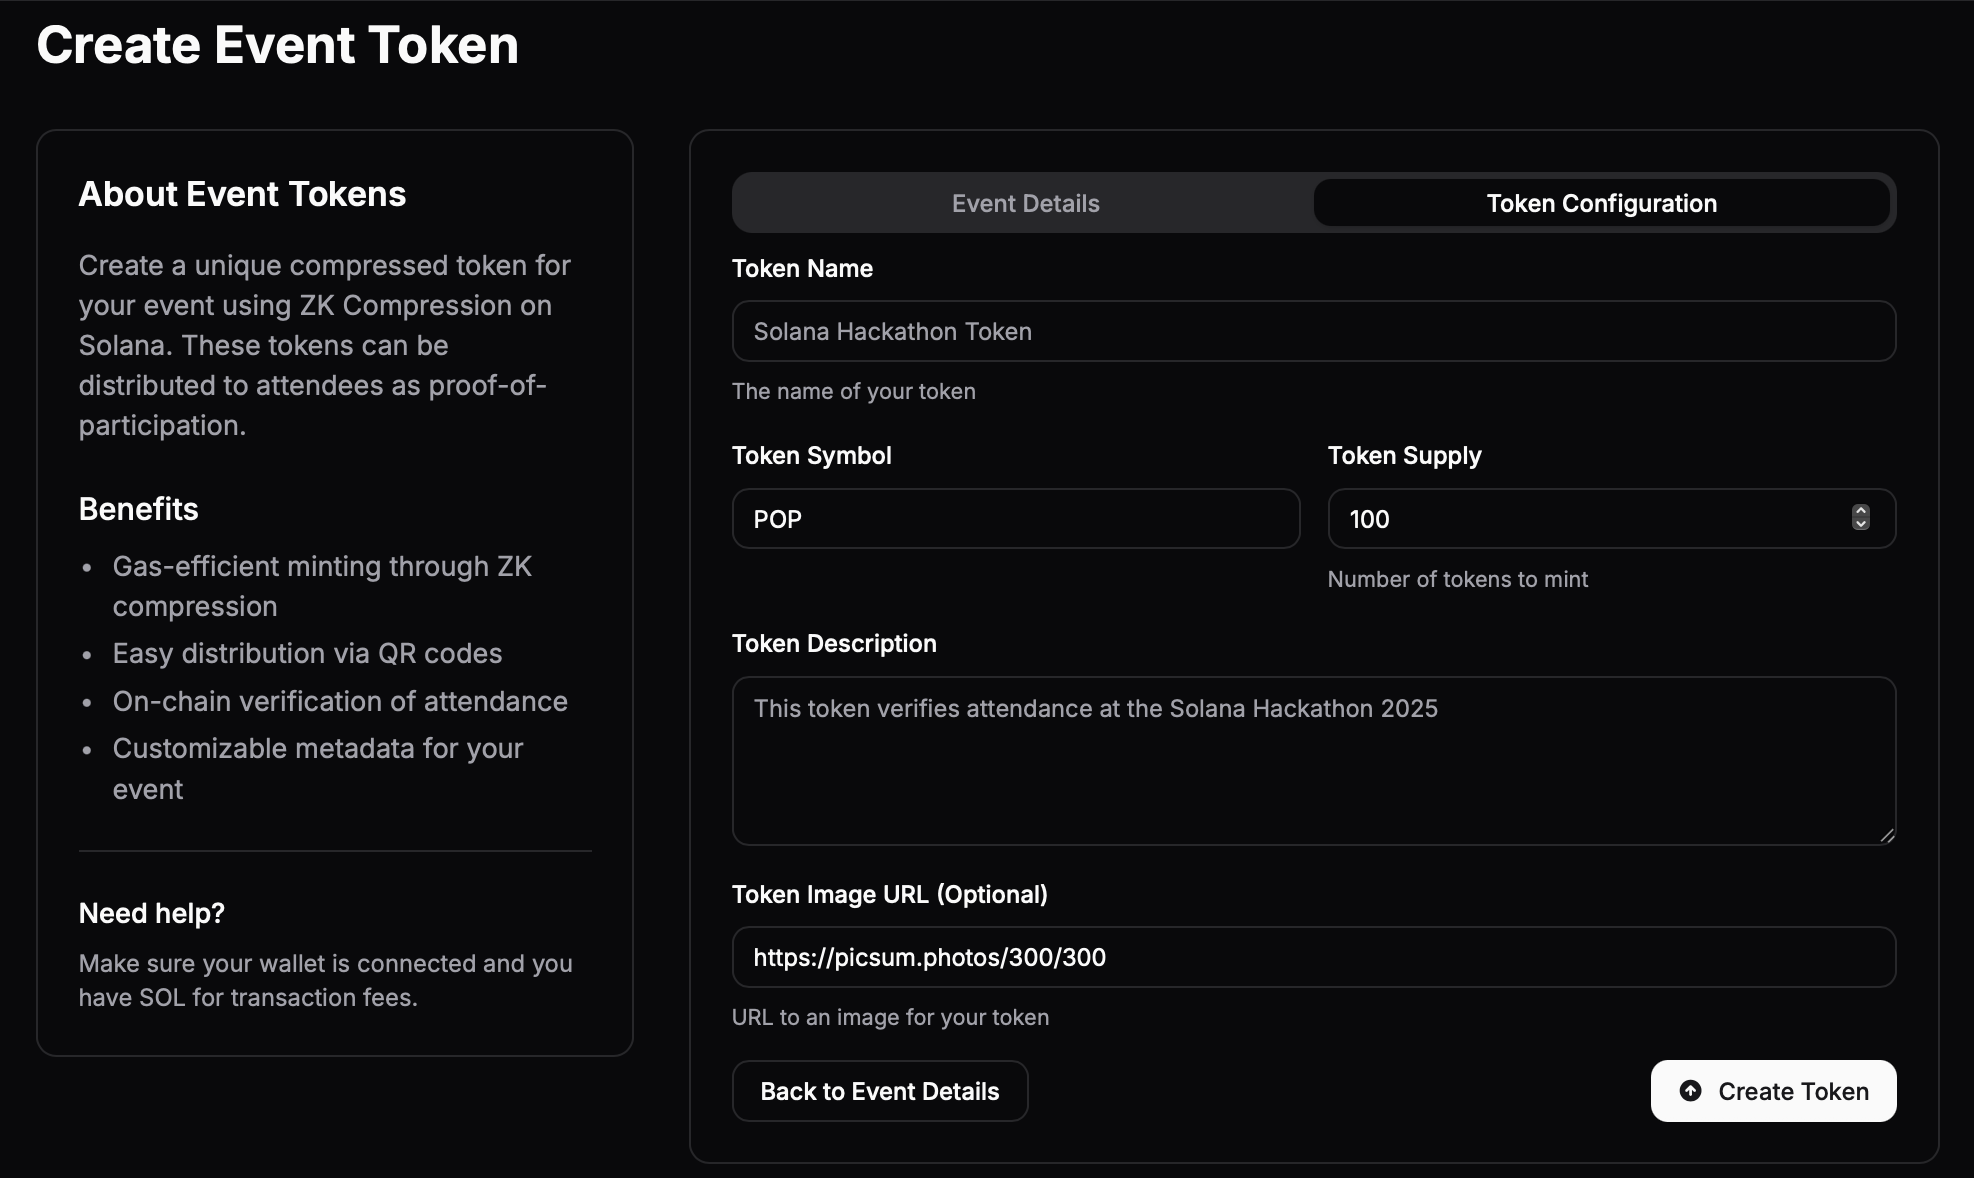 Create Event Token
About Event Tokens
Create a unique compressed token for
your event using ZK Compression on
Solana. These tokens can be
distributed to attendees as proof-of-
participation.
Benefits
• Gas-efficient minting through ZK
compression
• Easy distribution via QR codes
• On-chain verification of attendance
• Customizable metadata for your
event
Need help?
Make sure your wallet is connected and you
have SOL for transaction fees.
Event Details
Token Configuration
Token Name
Solana Hackathon Token
The name of your token
Token Symbol
POP
Token Supply
100
Number of tokens to mint
Token Description
This token verifies attendance at the Solana Hackathon 2025
Token Image URL (Optional)
https://picsum.photos/300/300
URL to an image for your token
Back to Event Details
Create Token